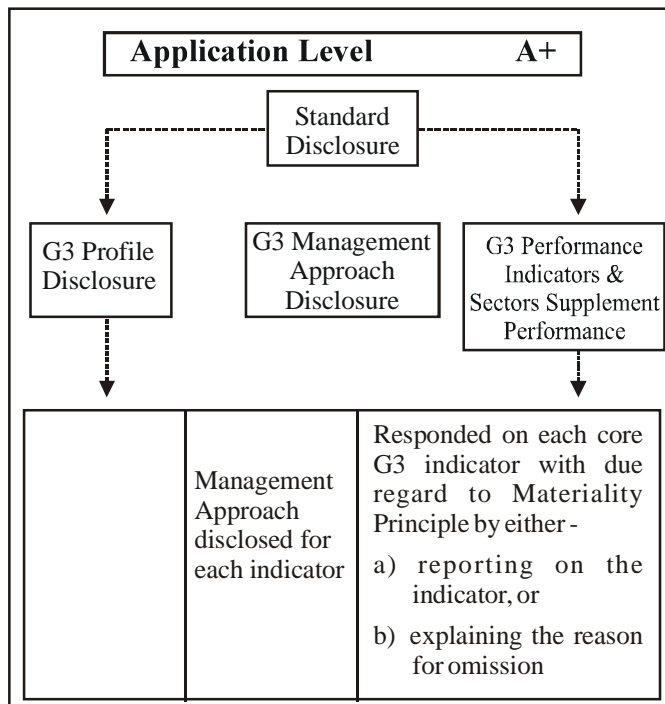 Application Level A+
Standard
Disclosure
G3 Profile
Disclosure
G3 Management
Approach
Disclosure
G3 Performance
Indicators &
Sectors Supplement
Performance
Management
Approach
disclosed for
each indicator
Responded on each core
G3 indicator with due
regard to Materiality
Principle by either -
a) reporting on the
indicator, or
b) explaining the reason
for omission